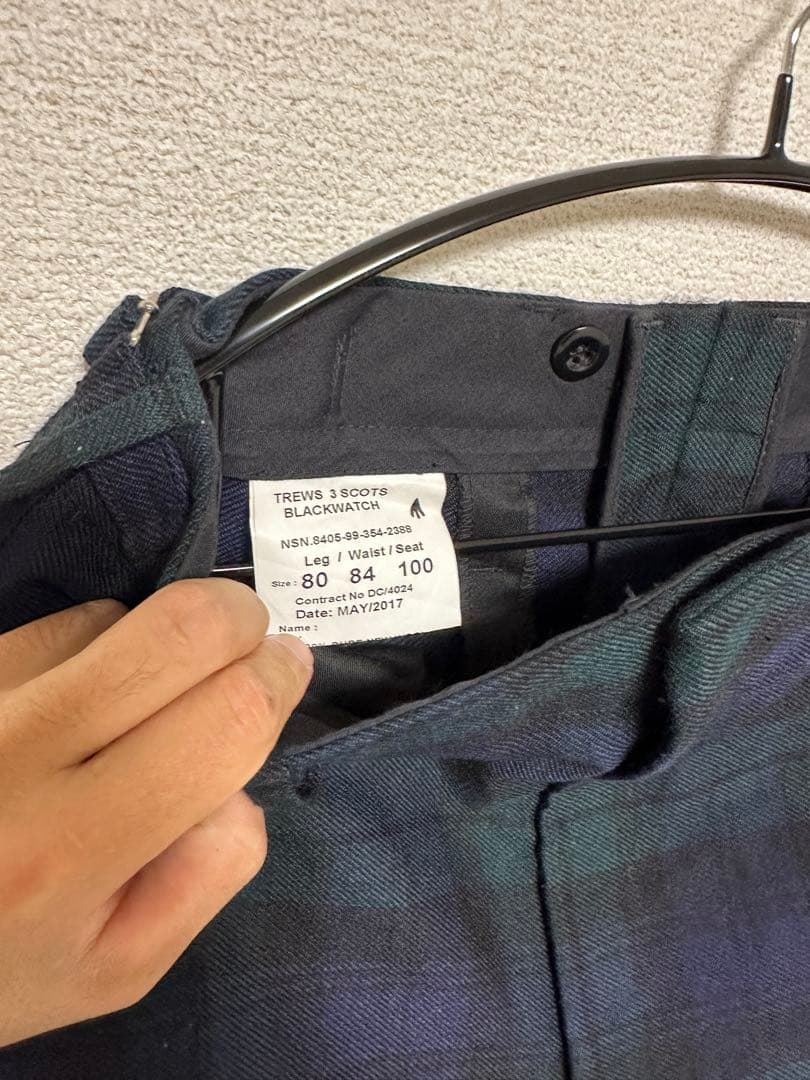 TREWS 3 SCOTS
BLACKWATCH
NSN.8405-99-354-2388
Leg / Waist / Seat
Size : 80 84 100
Contract No DC/4024
Date: MAY/2017
Name :